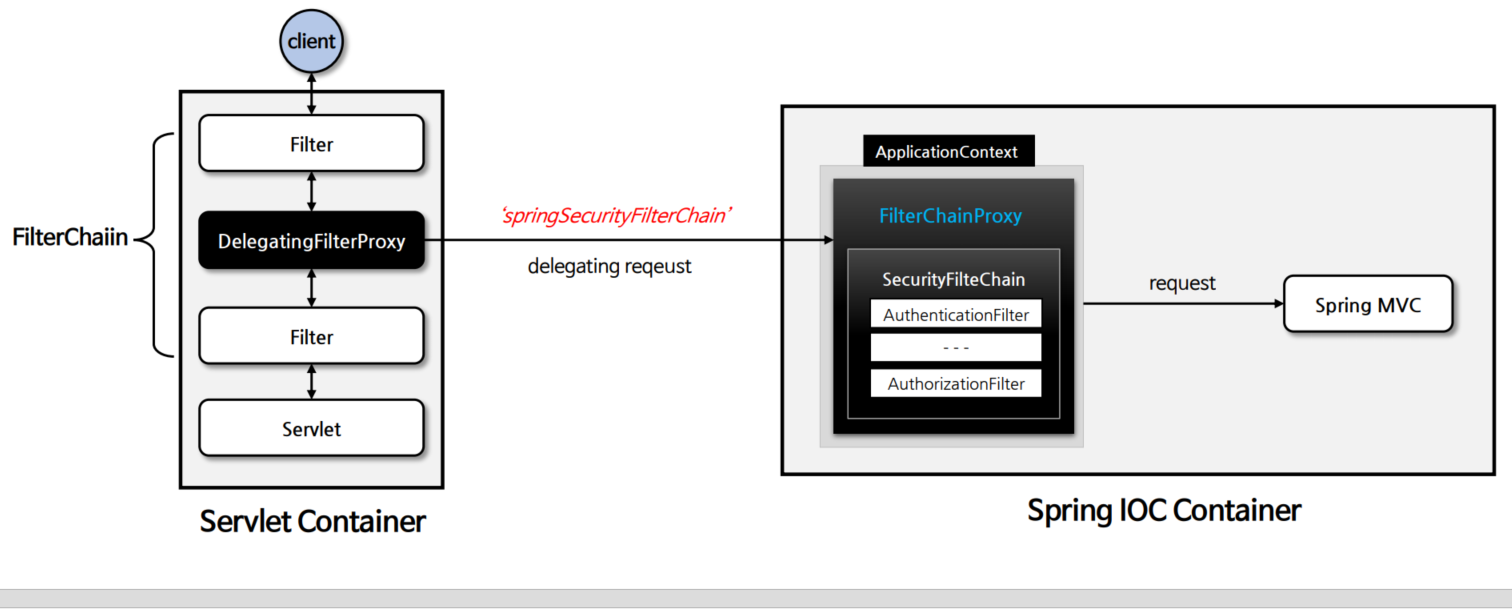 client
Filter
FilterChaiin
DelegatingFilterProxy
Filter
Servlet
Servlet Container
‘springSecurityFilterChain’
delegating reqeust
ApplicationContext
FilterChainProxy
SecurityFilteChain
AuthenticationFilter
- - -
AuthorizationFilter
request
Spring MVC
Spring IOC Container